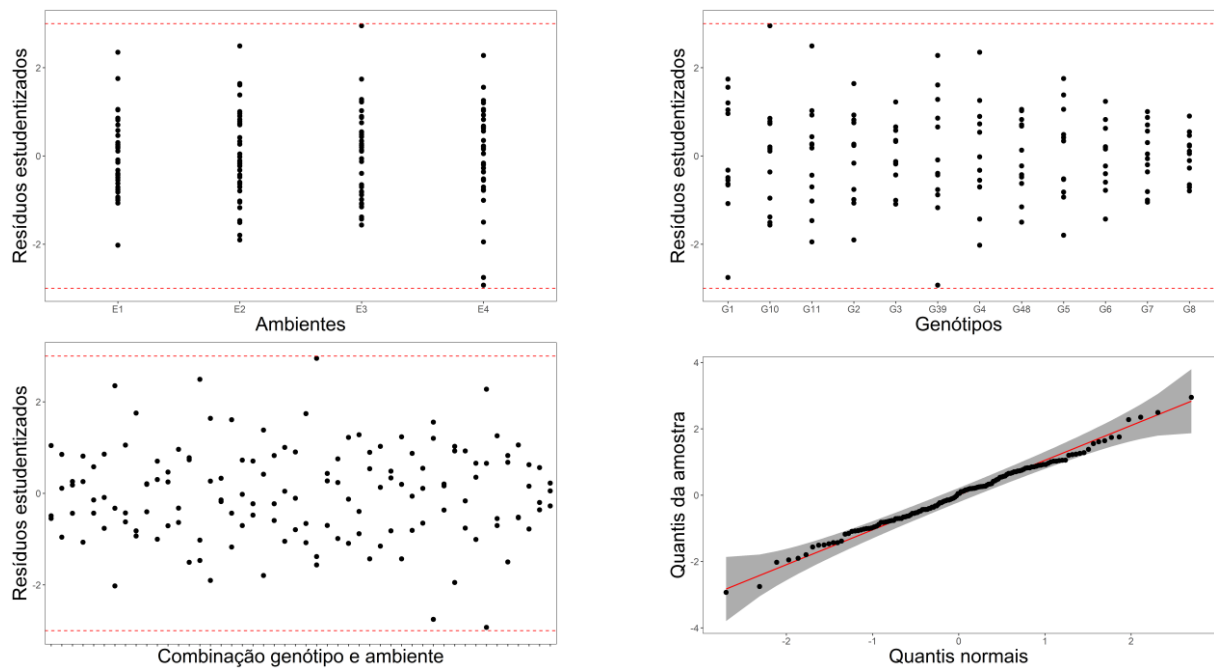 Resíduos estudentizados
2
0
-2
E1 E2 E3 E4
Ambientes
Resíduos estudentizados
2
0
-2
G1 G10 G11 G2 G3 G39 G4 G48 G5 G6 G7 G8
Genótipos
Resíduos estudentizados
2
0
-2
Combinação genótipo e ambiente
Quantis da amostra
4
2
0
-2
-4
-2 -1 0 1 2
Quantis normais